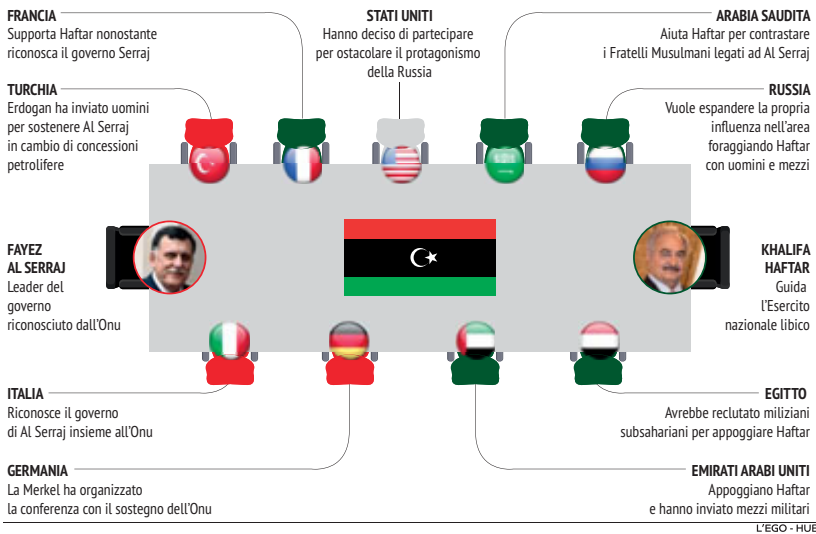 FRANCIA
Supporta Haftar nonostante
riconosca il governo Serraj
STATI UNITI
Hanno deciso di partecipare
per ostacolare il protagonismo
della Russia
ARABIA SAUDITA
Aiuta Haftar per contrastare
i Fratelli Musulmani legati ad Al Serraj
TURCHIA
Erdogan ha inviato uomini
per sostenere Al Serraj
in cambio di concessioni
petrolifere
RUSSIA
Vuole espandere la propria
influenza nell'area
foraggiando Haftar
con uomini e mezzi
FAYEZ
AL SERRAJ
Leader del
governo
riconosciuto dall'Onu
KHALIFA
HAFTAR
Guida
l'Esercito
nazionale libico
ITALIA
Riconosce il governo
di Al Serraj insieme all'Onu
EGITTO
Avrebbe reclutato miliziani
subsahariani per appoggiare Haftar
GERMANIA
La Merkel ha organizzato
la conferenza con il sostegno dell'Onu
EMIRATI ARABI UNITI
Appoggiano Haftar
e hanno inviato mezzi militari
L'EGO - HUB